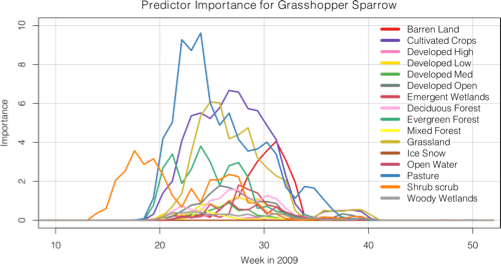 Predictor Importance for Grasshopper Sparrow
10
8
6
4
2
0
Importance
10
20
30
40
50
Week in 2009
Barren Land
Cultivated Crops
Developed High
Developed Low
Developed Med
Developed Open
Emergent Wetlands
Deciduous Forest
Evergreen Forest
Mixed Forest
Grassland
Ice Snow
Open Water
Pasture
Shrub scrub
Woody Wetlands